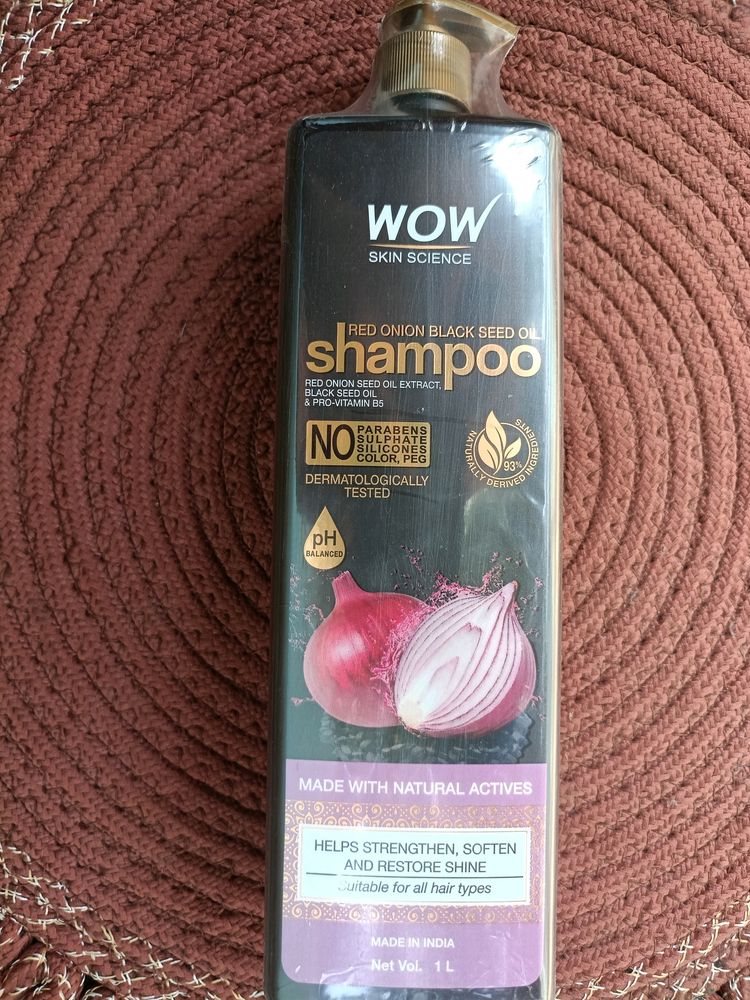 WOW
SKIN SCIENCE
RED ONION BLACK SEED OIL
shampoo
RED ONION SEED OIL EXTRACT,
BLACK SEED OIL
& PRO-VITAMIN B5
NO PARABENS
SULPHATE
SILICONES
COLOR, PEG
93%
NATURALLY DERIVED INGREDIENTS
DERMATOLOGICALLY
TESTED
pH
BALANCED
MADE WITH NATURAL ACTIVES
HELPS STRENGTHEN, SOFTEN
AND RESTORE SHINE
Suitable for all hair types
MADE IN INDIA
Net Vol. 1 L